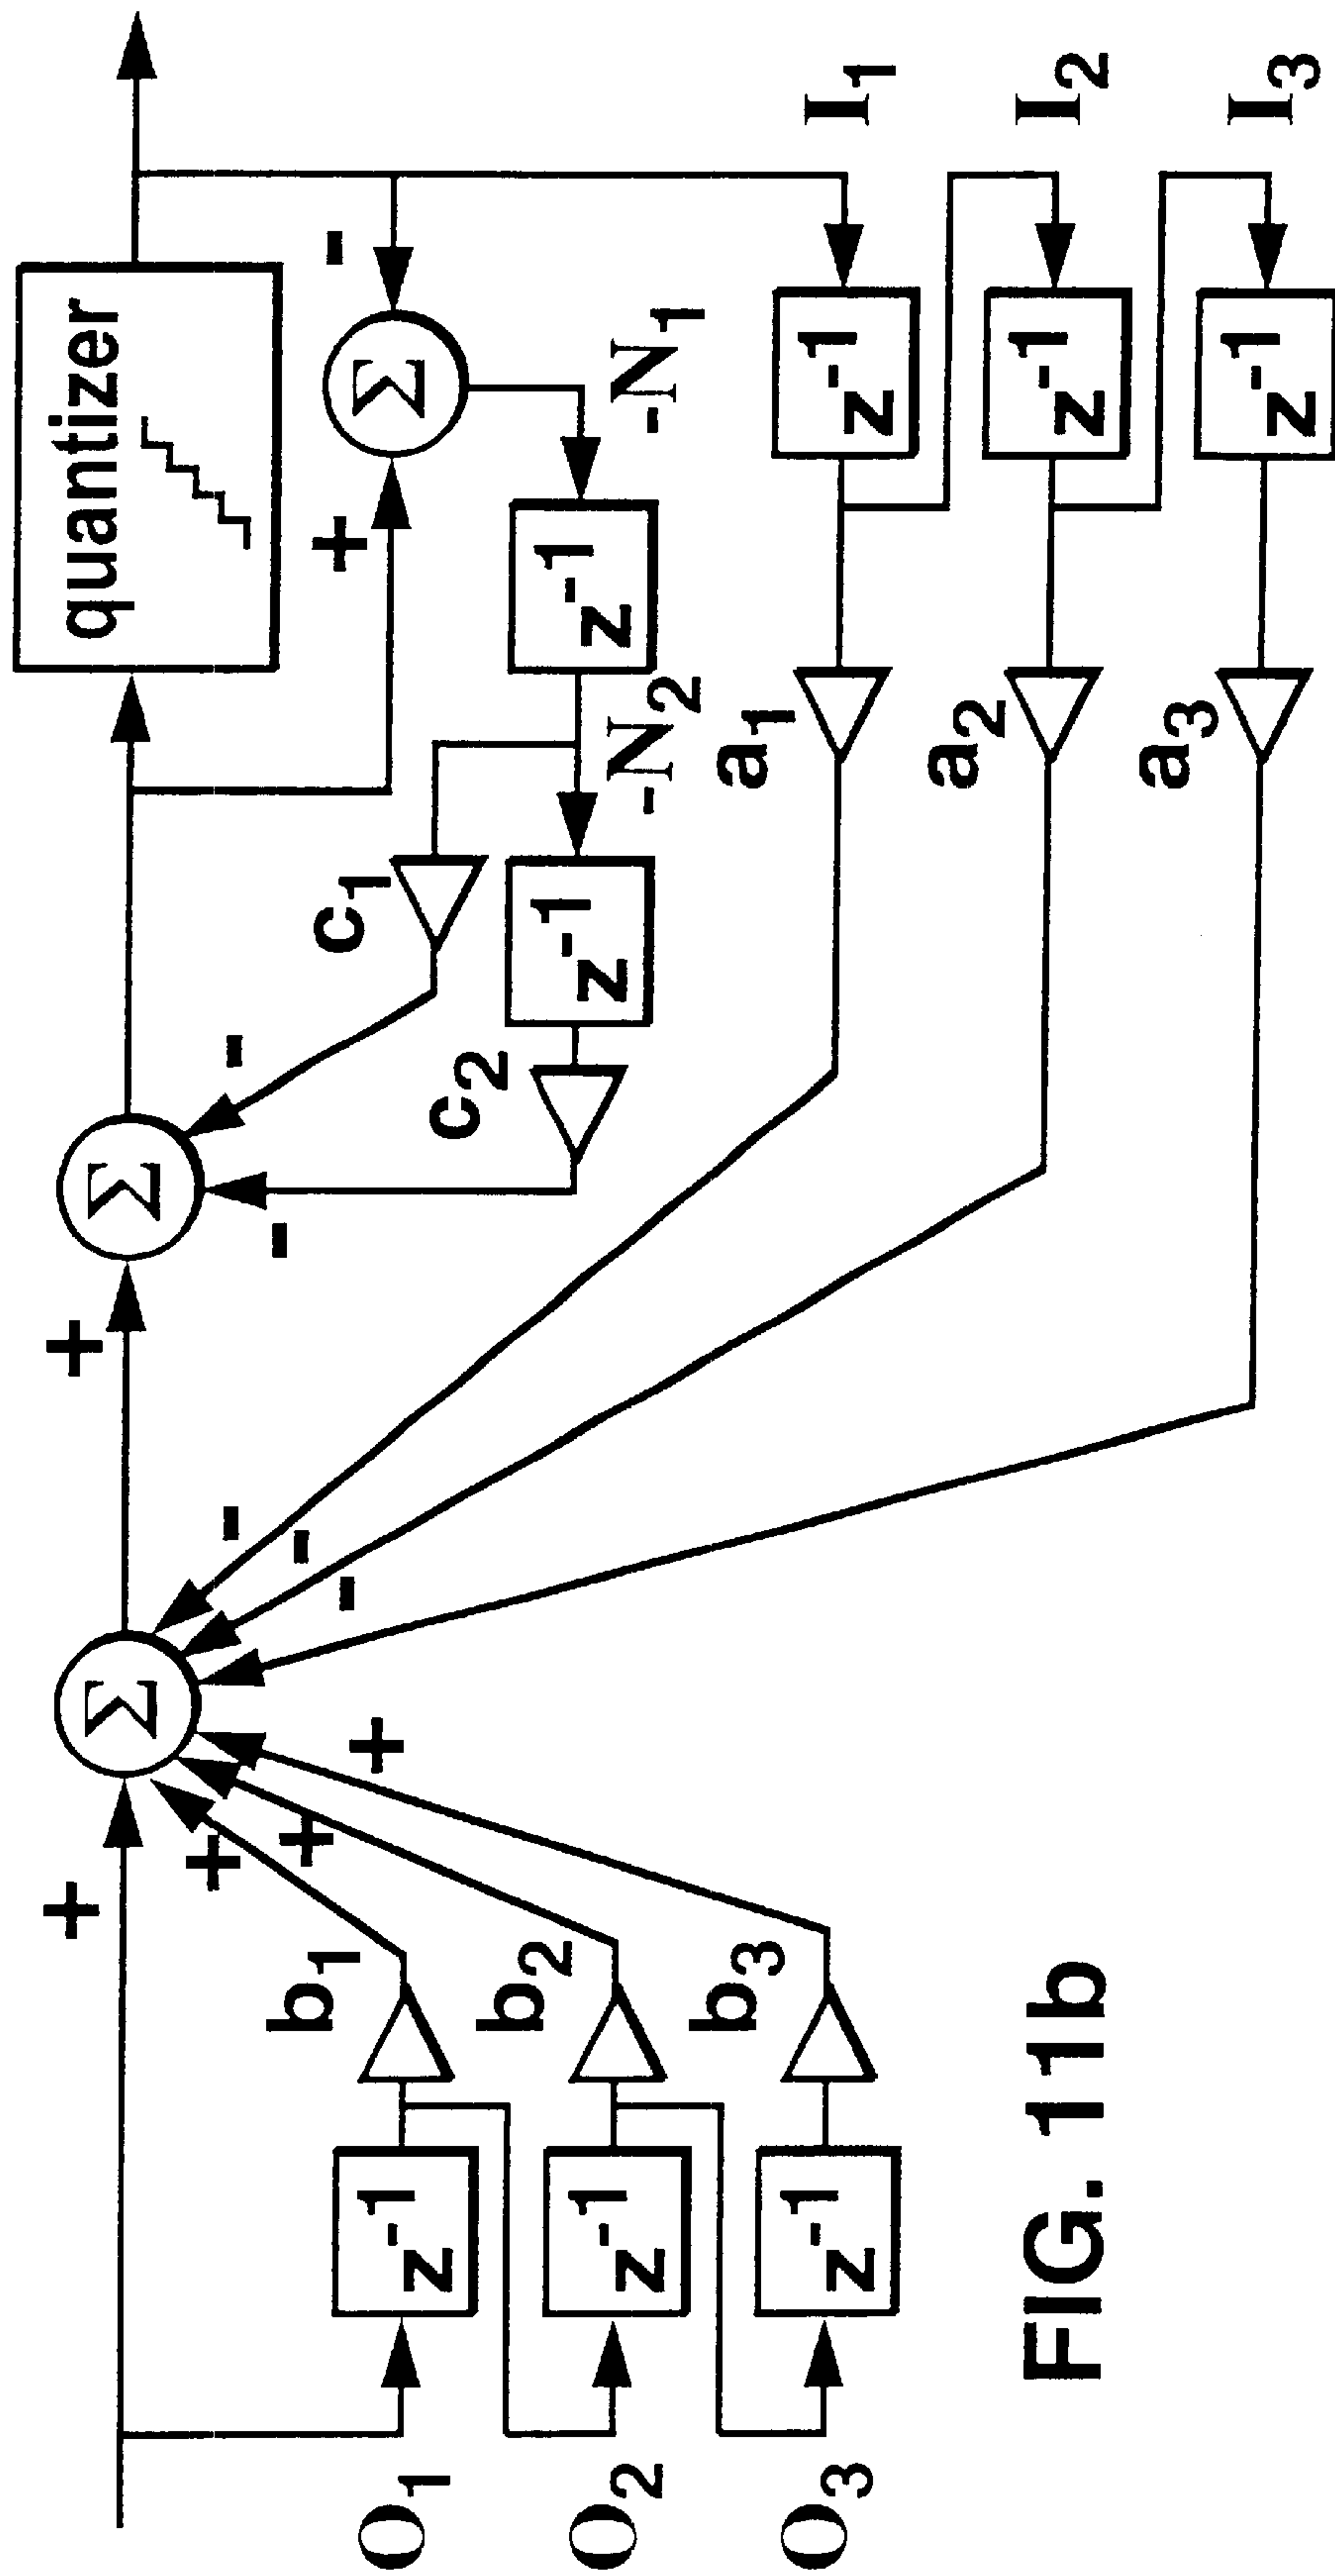 quantizer
+
+
-
+
-
Σ
Σ
Σ
-
-
-
-
-
+
+
+
b1
b2
b3
c1
c2
a1
a2
a3
z-1
z-1
z-1
z-1
z-1
z-1
z-1
z-1
-N1
-N2
O1
O2
O3
I1
I2
I3
FIG. 11b